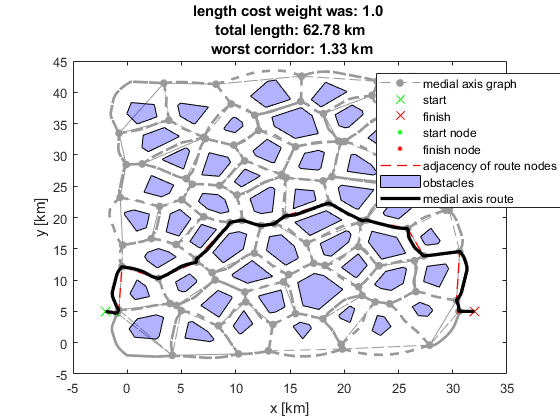 length cost weight was: 1.0
total length: 62.78 km
worst corridor: 1.33 km
45
40
35
30
25
20
15
10
5
0
-5
y [km]
medial axis graph
start
finish
start node
finish node
adjacency of route nodes
obstacles
medial axis route
-5
0
5
10
15
20
25
30
35
x [km]